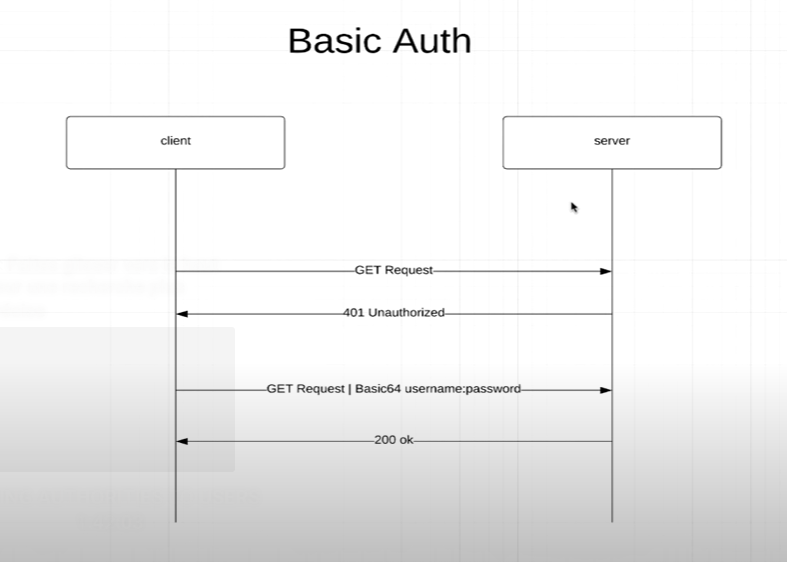 Basic Auth
client
server
GET Request
401 Unauthorized
GET Request | Basic64 username:password
200 ok